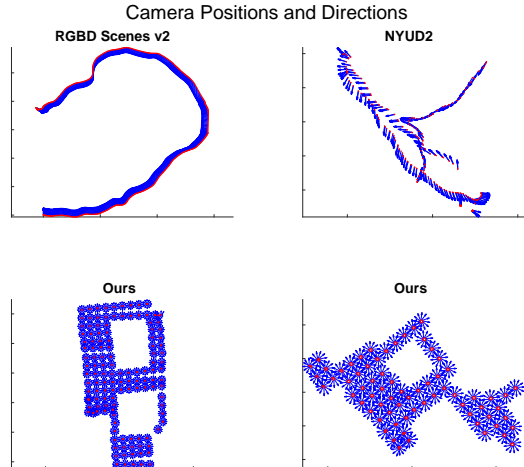 Camera Positions and Directions
RGBD Scenes v2
NYUD2
Ours
Ours